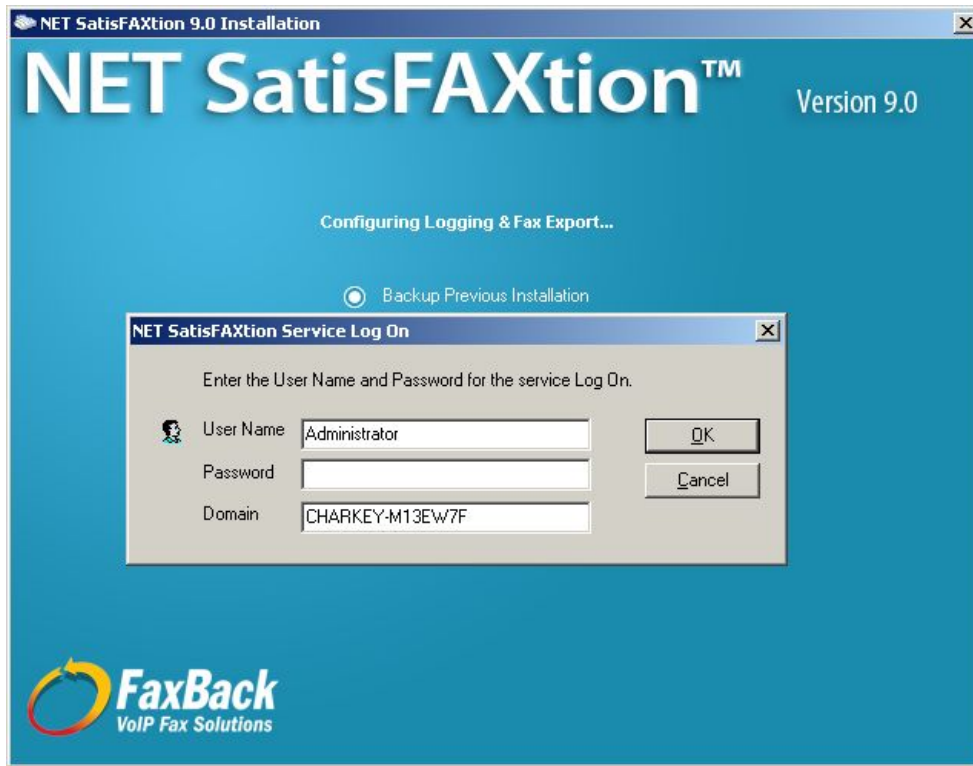 NET SatisFAXtion 9.0 Installation
NET SatisFAXtion™
Version 9.0
Configuring Logging & Fax Export...
Backup Previous Installation
NET SatisFAXtion Service Log On
Enter the User Name and Password for the service Log On.
User Name Administrator
OK
Password
Cancel
Domain CHARKEY-M13EW7F
FaxBack
VoIP Fax Solutions